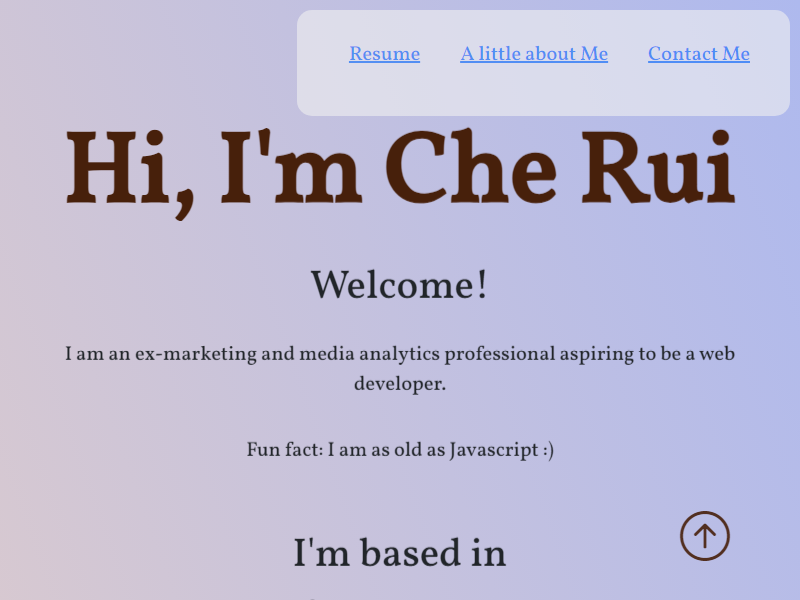 Resume
A little about Me
Contact Me
Hi, I'm Che Rui
Welcome!
I am an ex-marketing and media analytics professional aspiring to be a web
developer.
Fun fact: I am as old as Javascript :)
I'm based in